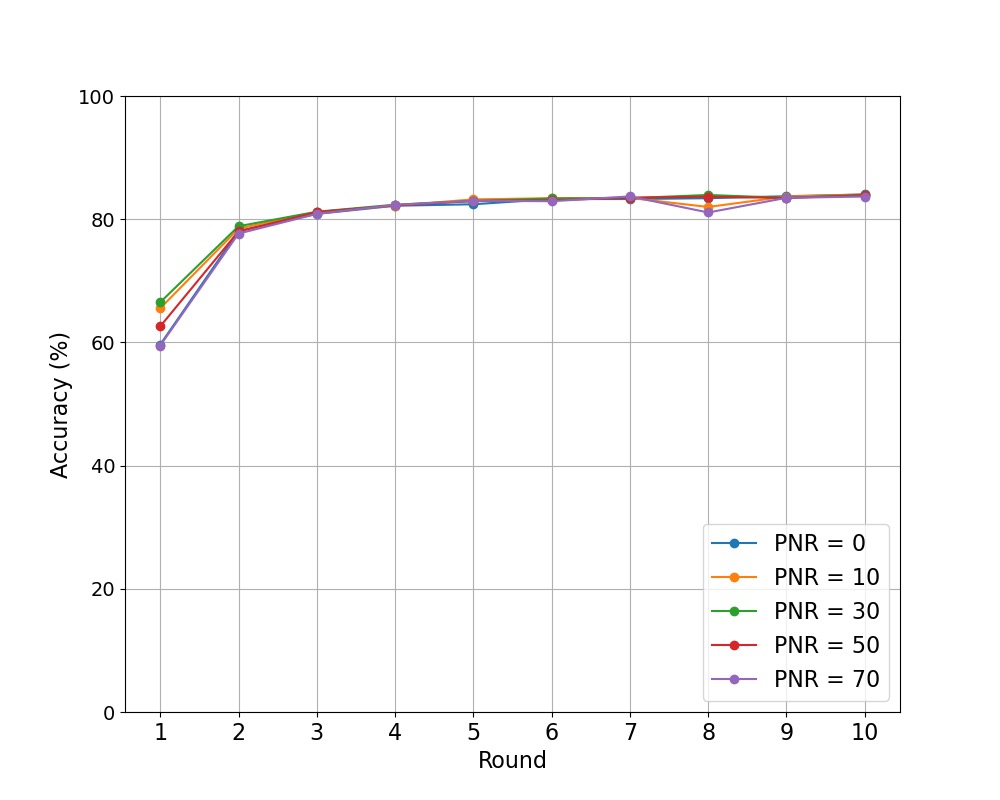 100
80
60
40
20
0
Accuracy (%)
1 2 3 4 5 6 7 8 9 10
Round
PNR = 0
PNR = 10
PNR = 30
PNR = 50
PNR = 70